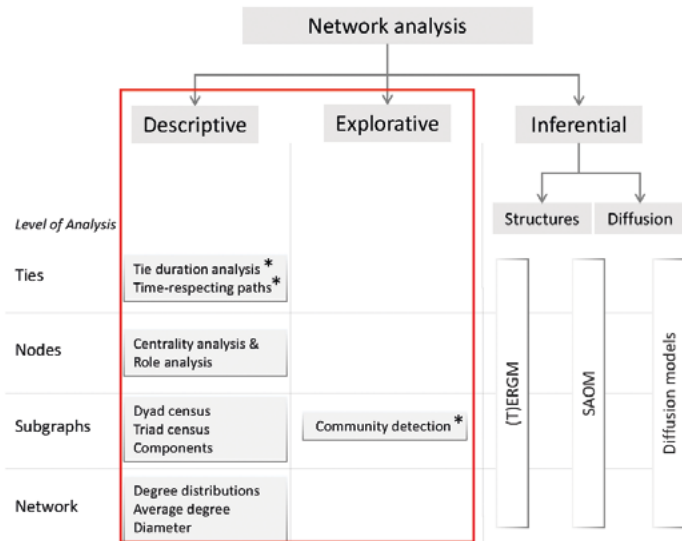 Network analysis
Descriptive
Explorative
Inferential
Structures
Diffusion
Level of Analysis
Ties
Tie duration analysis *
Time-respecting paths*
Nodes
Centrality analysis &
Role analysis
Subgraphs
Dyad census
Triad census
Components
Community detection *
Network
Degree distributions
Average degree
Diameter
(T)ERGM
SAOM
Diffusion models